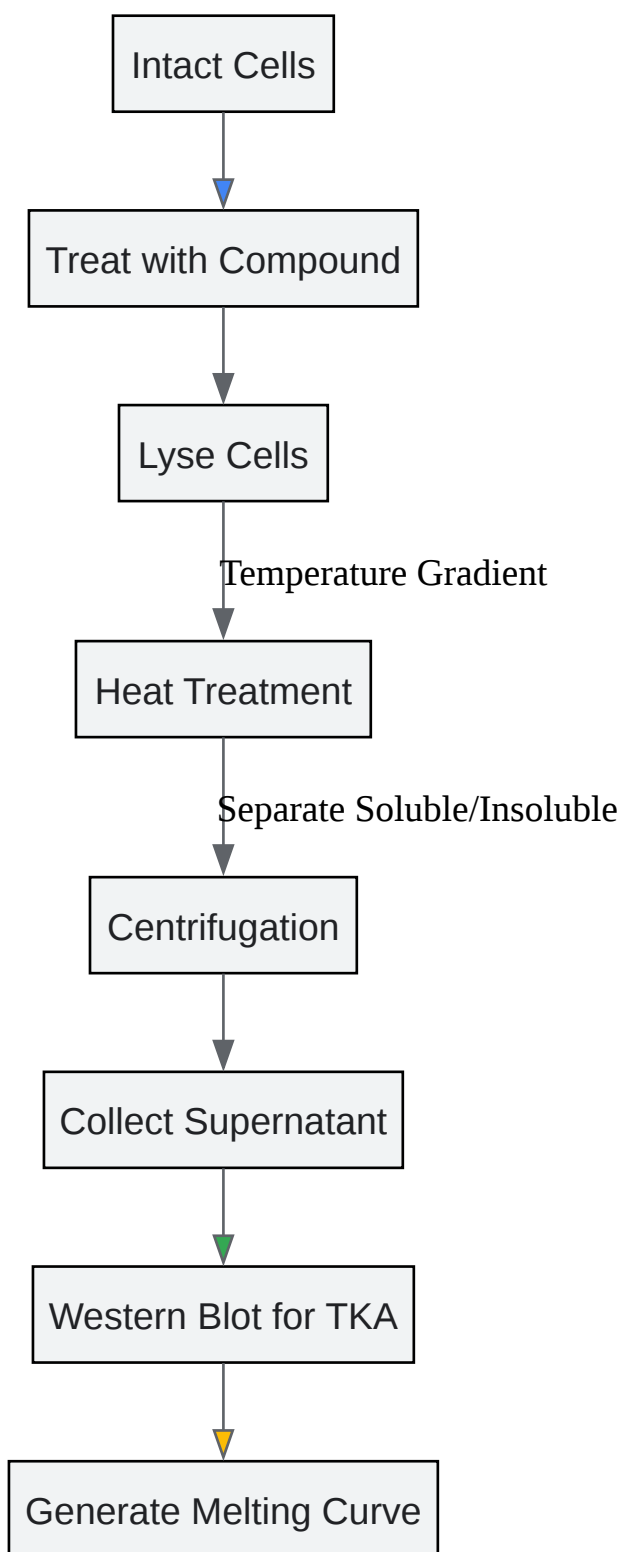 Intact Cells
Treat with Compound
Lyse Cells
Temperature Gradient
Heat Treatment
Separate Soluble/Insoluble
Centrifugation
Collect Supernatant
Western Blot for TKA
Generate Melting Curve